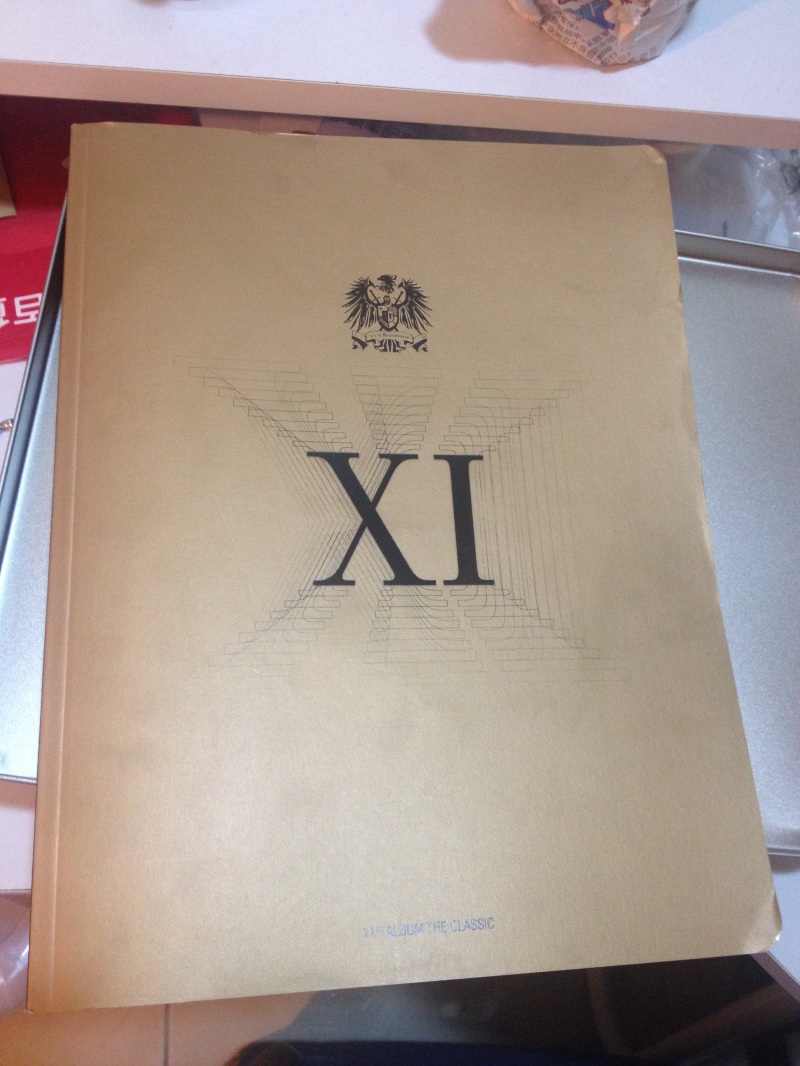 XI
11th ALBUM THE CLASSIC